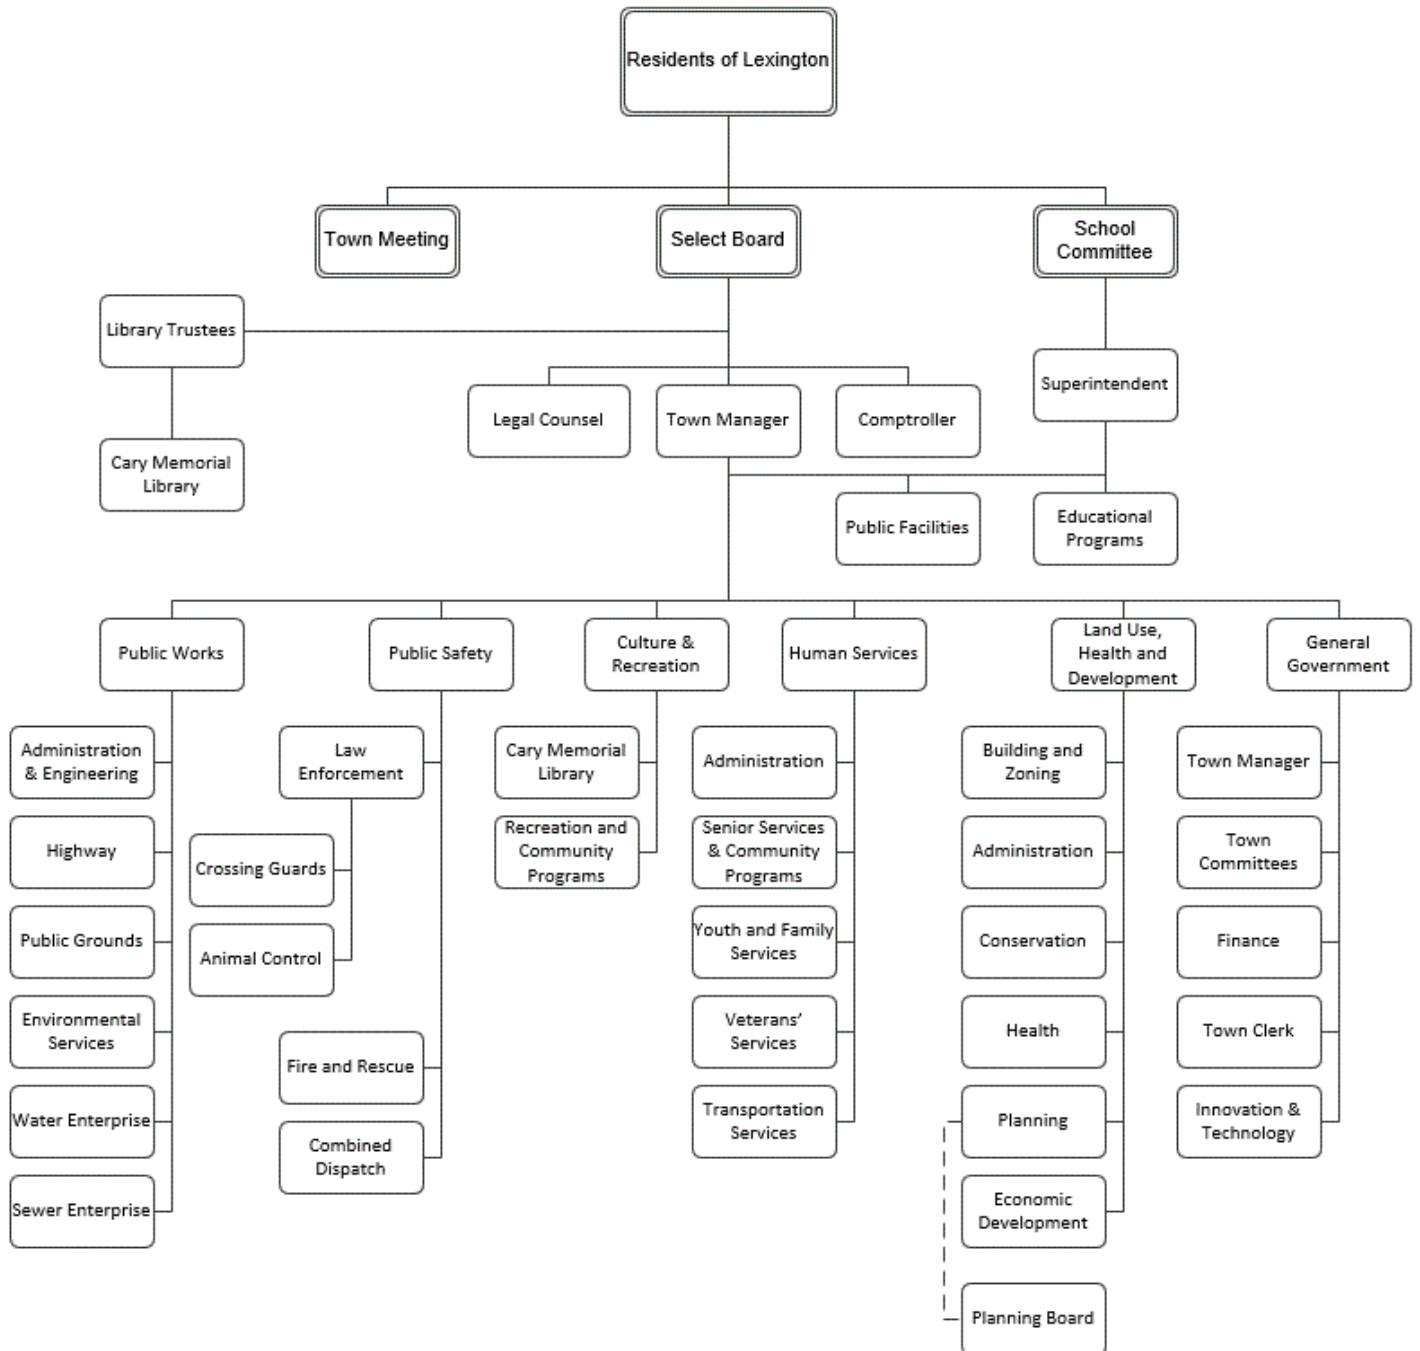 Residents of Lexington
Town Meeting
Select Board
School
Committee
Library Trustees
Cary Memorial
Library
Legal Counsel
Town Manager
Comptroller
Superintendent
Public Facilities
Educational
Programs
Public Works
Public Safety
Culture &
Recreation
Human Services
Land Use,
Health and
Development
General
Government
Administration
& Engineering
Highway
Public Grounds
Environmental
Services
Water Enterprise
Sewer Enterprise
Law
Enforcement
Crossing Guards
Animal Control
Fire and Rescue
Combined
Dispatch
Cary Memorial
Library
Recreation and
Community
Programs
Administration
Senior Services
& Community
Programs
Youth and Family
Services
Veterans’
Services
Transportation
Services
Building and
Zoning
Administration
Conservation
Health
Planning
Economic
Development
Planning Board
Town Manager
Town
Committees
Finance
Town Clerk
Innovation &
Technology